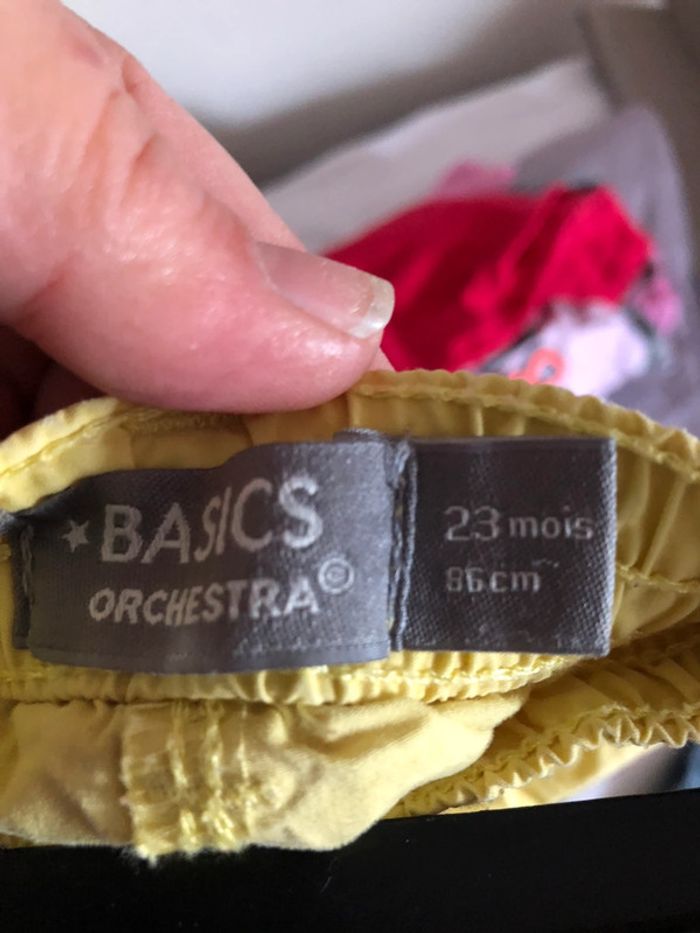 ★BASICS
ORCHESTRA©
23 mois
86cm